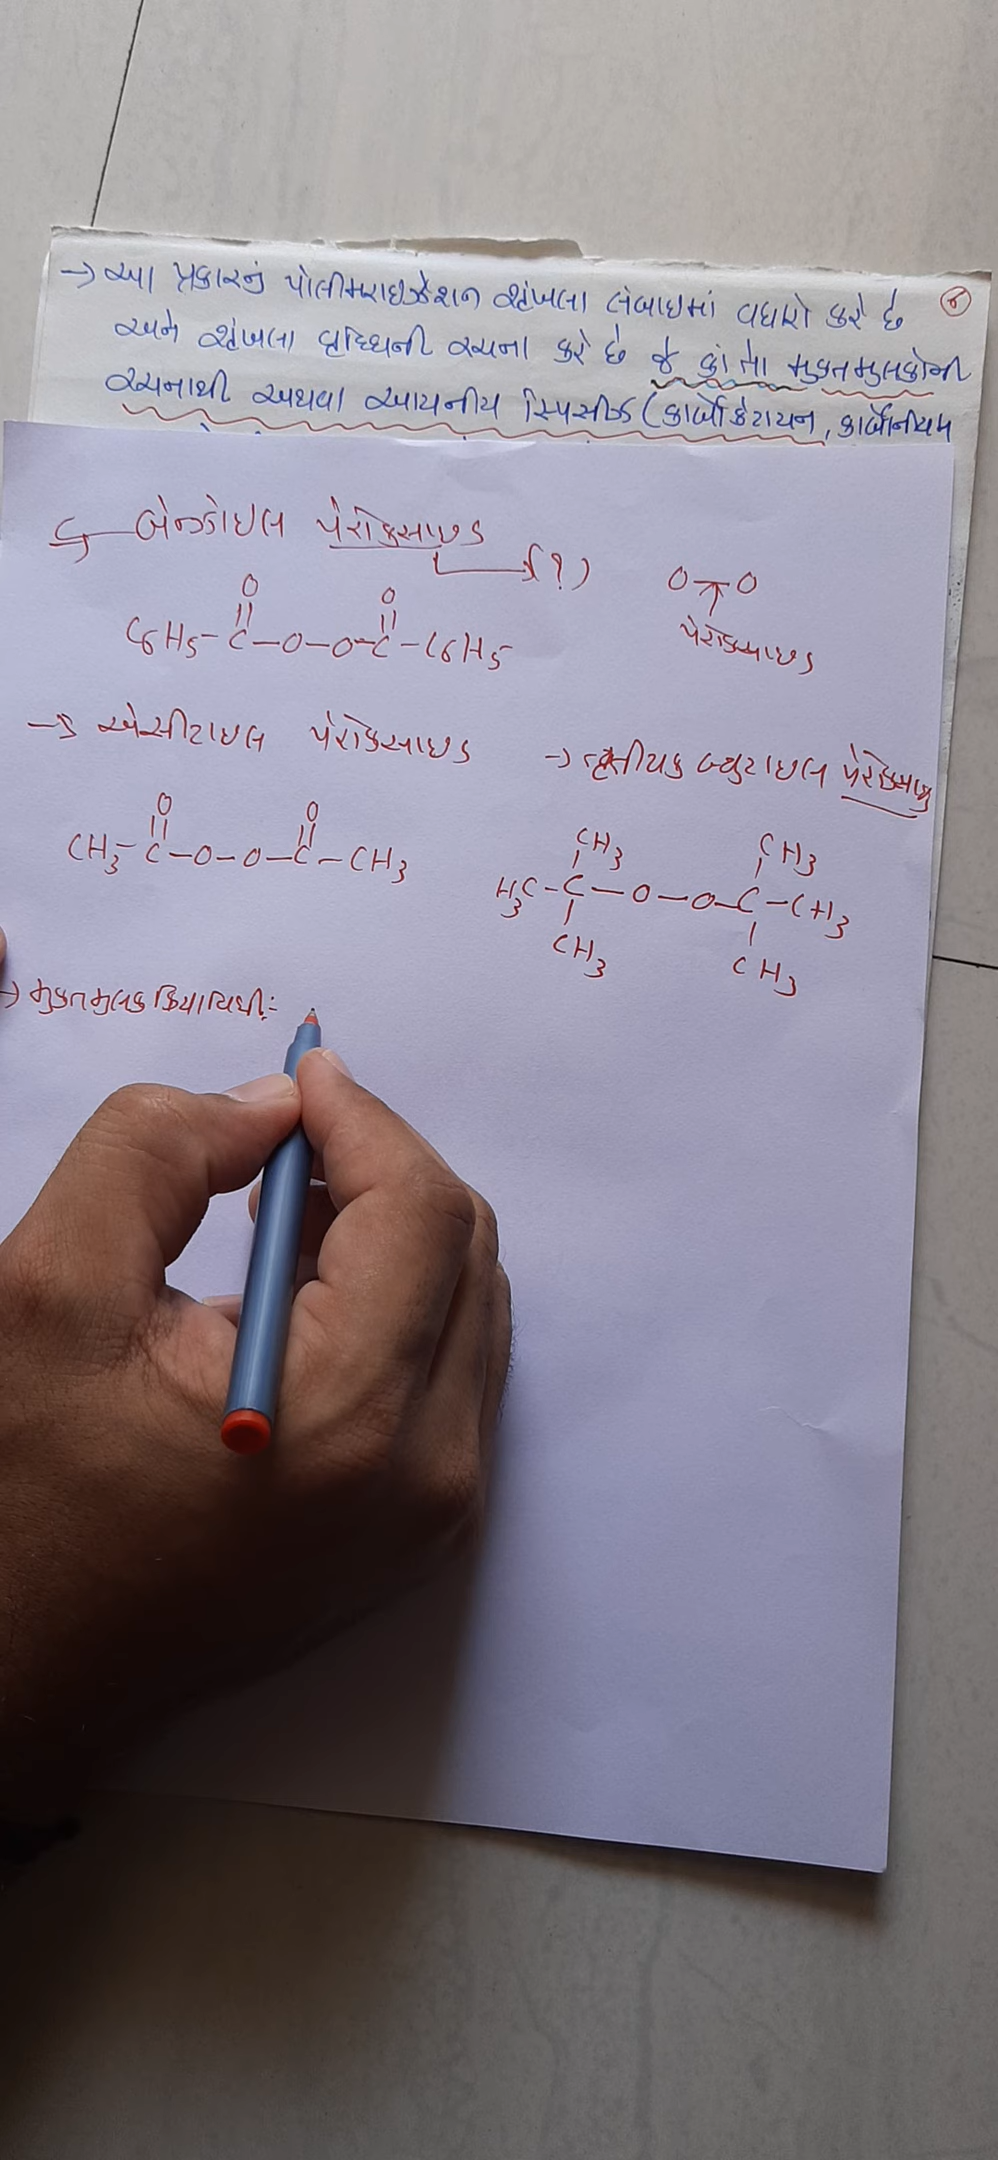 → આ પ્રકારનું પોલીમરાઇઝેશન શૃંખલા લંબાઇમાં વધારો કરે છે
અને શૃંખલા વૃધ્ધિની રચના કરે છે જે કાં તો મુક્તમુલકોની
રચનાથી અથવા આયનીય સ્પિસીઝ (કાર્બોકેટાયન, કાર્બોનીયમ
બેન્ઝોઇલ પેરોક્સાઇડ
(?)
O–O
પેરોક્સાઇડ
O O
C6H5–C–O–O–C–C6H5
→ એસીટાઇલ પેરોક્સાઇડ
O O
CH3–C–O–O–C–CH3
→ તૃતીયક બ્યુટાઇલ પેરોક્સાઇડ
CH3 CH3
H3C–C–O–O–C–CH3
CH3 CH3
→ મુક્તમુલક ક્રિયાવિધી:-